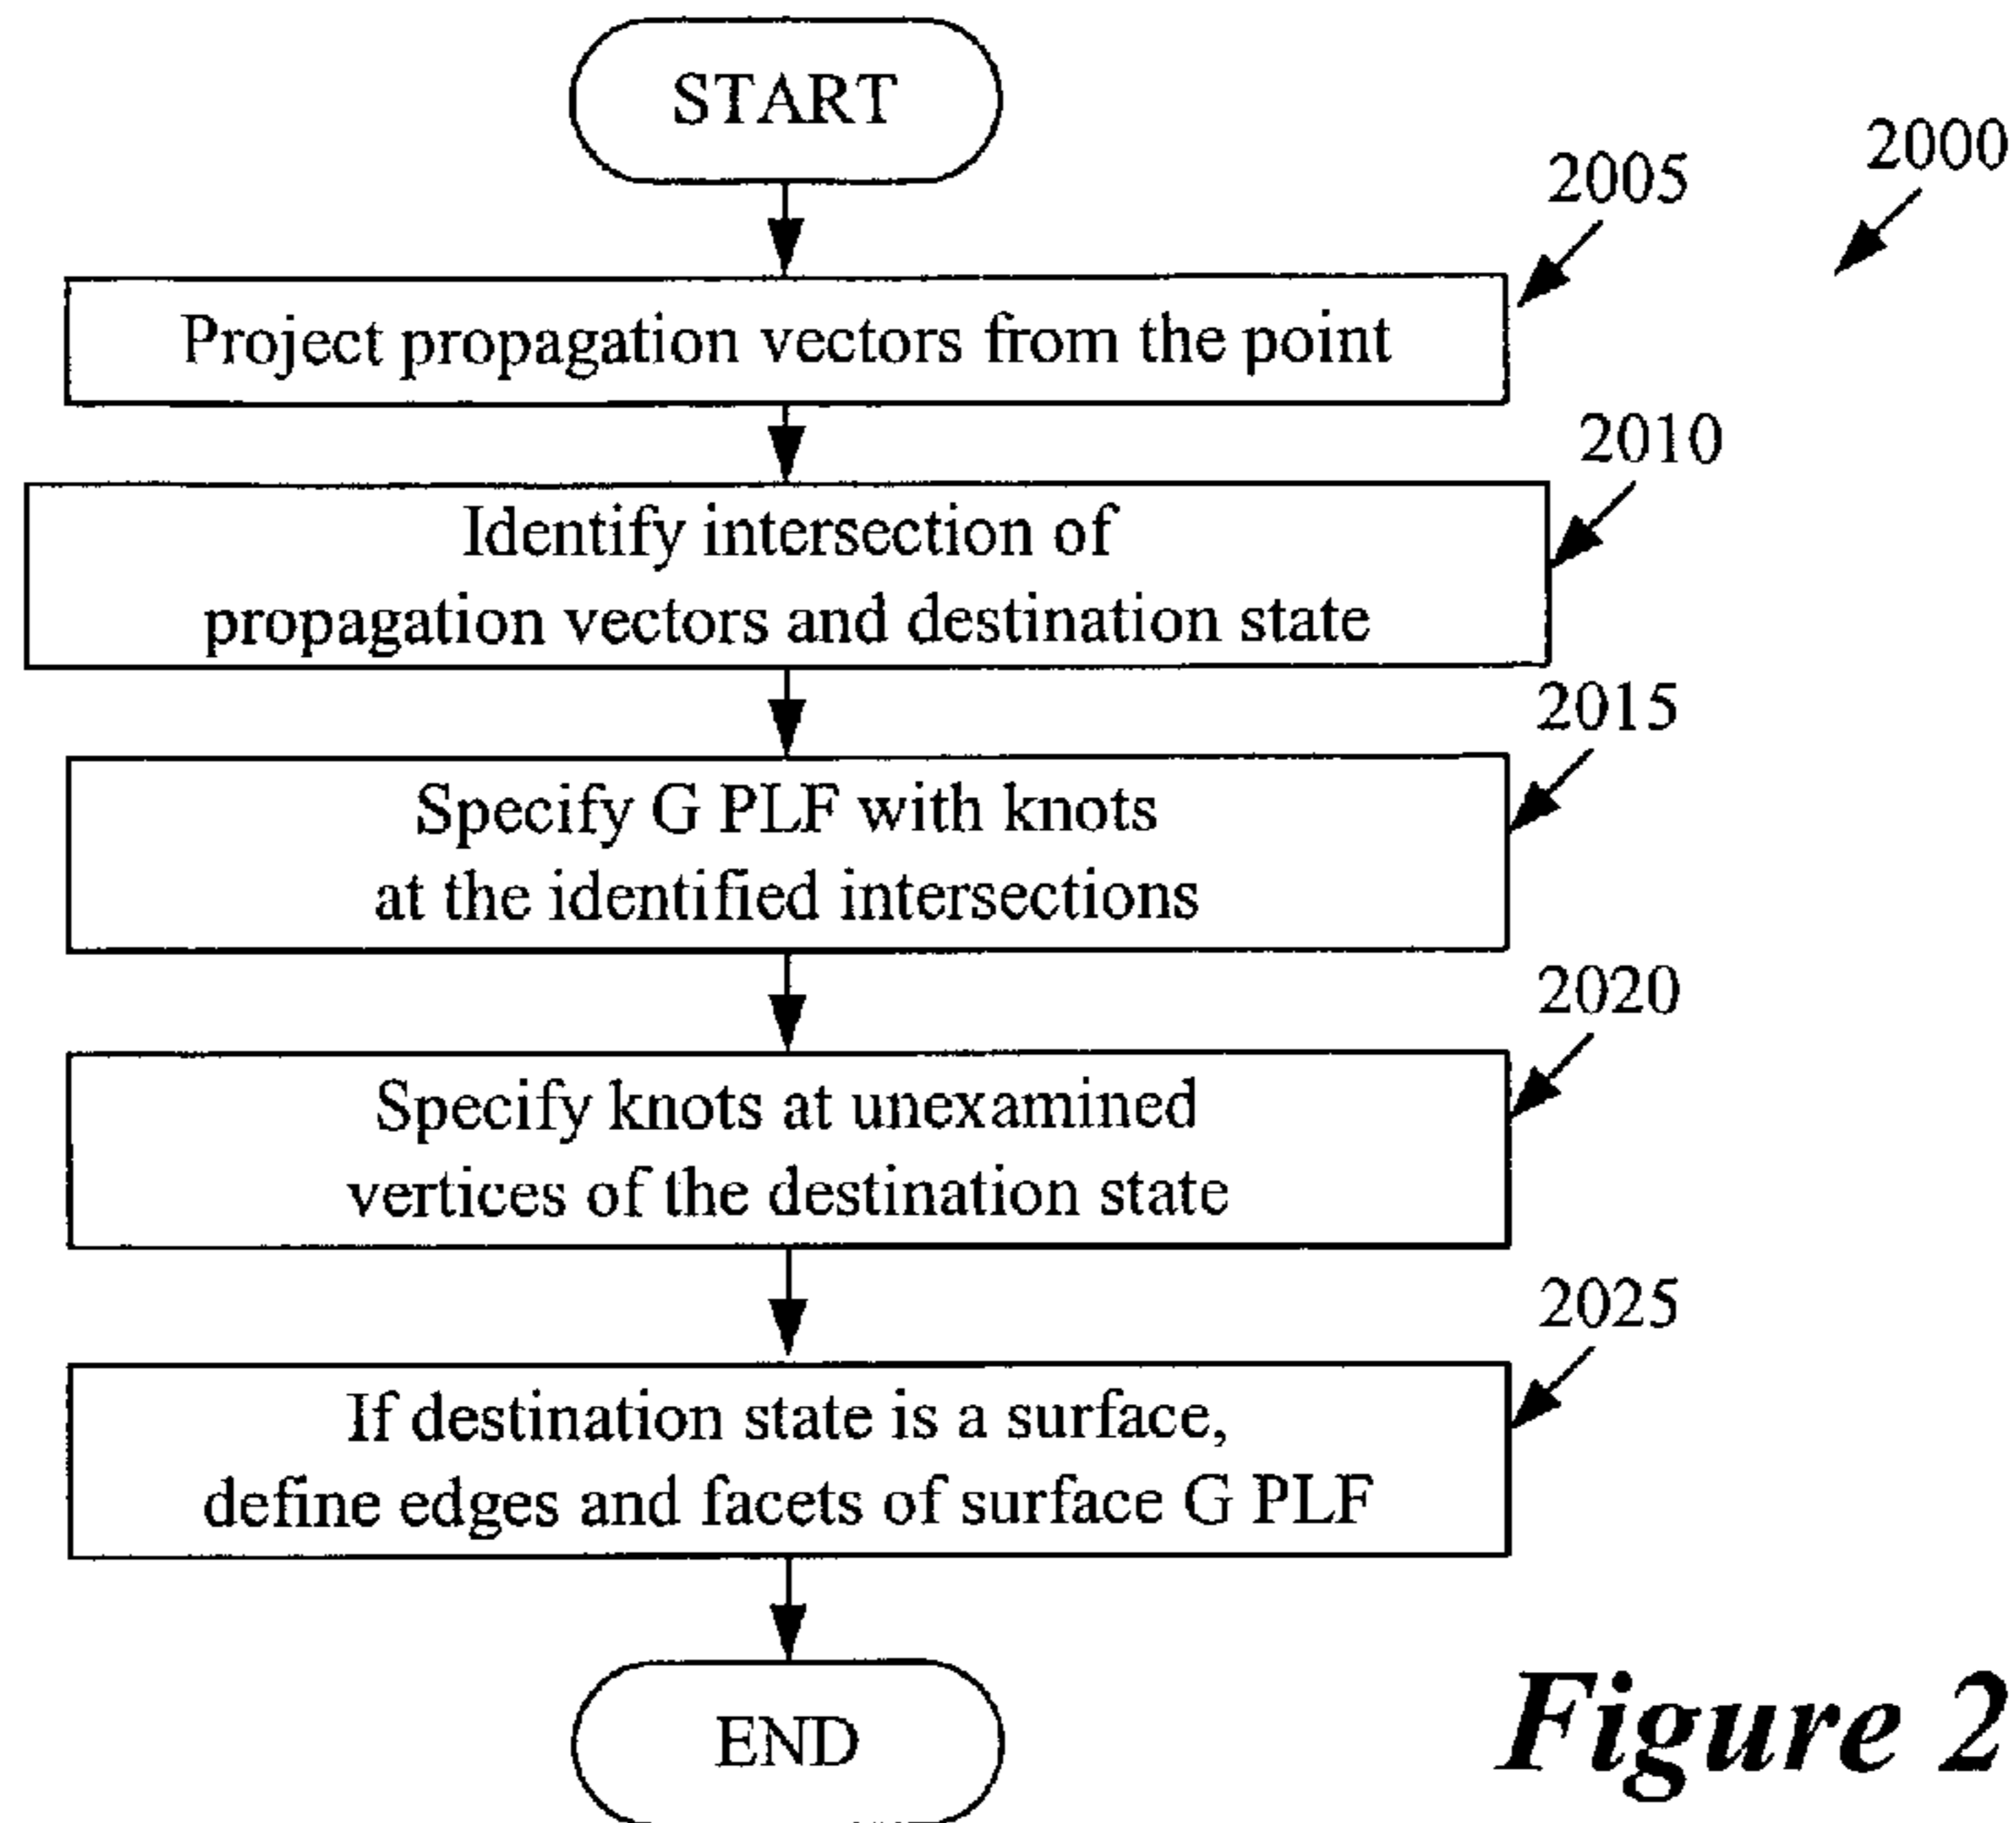 START
2000
2005
Project propagation vectors from the point
2010
Identify intersection of
propagation vectors and destination state
2015
Specify G PLF with knots
at the identified intersections
2020
Specify knots at unexamined
vertices of the destination state
2025
If destination state is a surface,
define edges and facets of surface G PLF
END
Figure 2